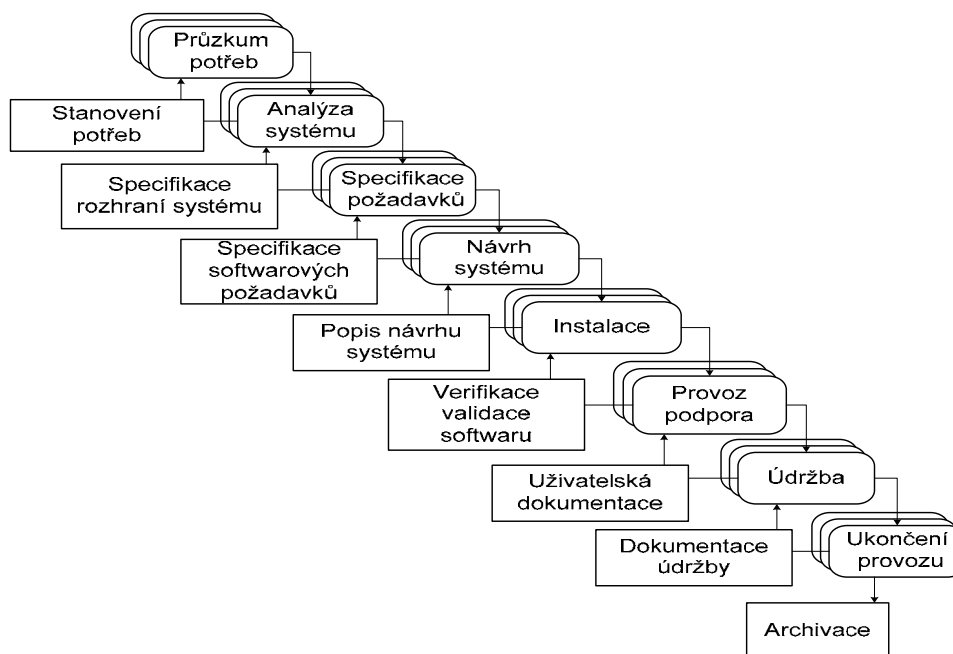 Průzkum
potřeb
Stanovení
potřeb
Analýza
systému
Specifikace
rozhraní systému
Specifikace
požadavků
Specifikace
softwarových
požadavků
Návrh
systému
Popis návrhu
systému
Instalace
Verifikace
validace
softwaru
Provoz
podpora
Uživatelská
dokumentace
Údržba
Dokumentace
údržby
Ukončení
provozu
Archivace